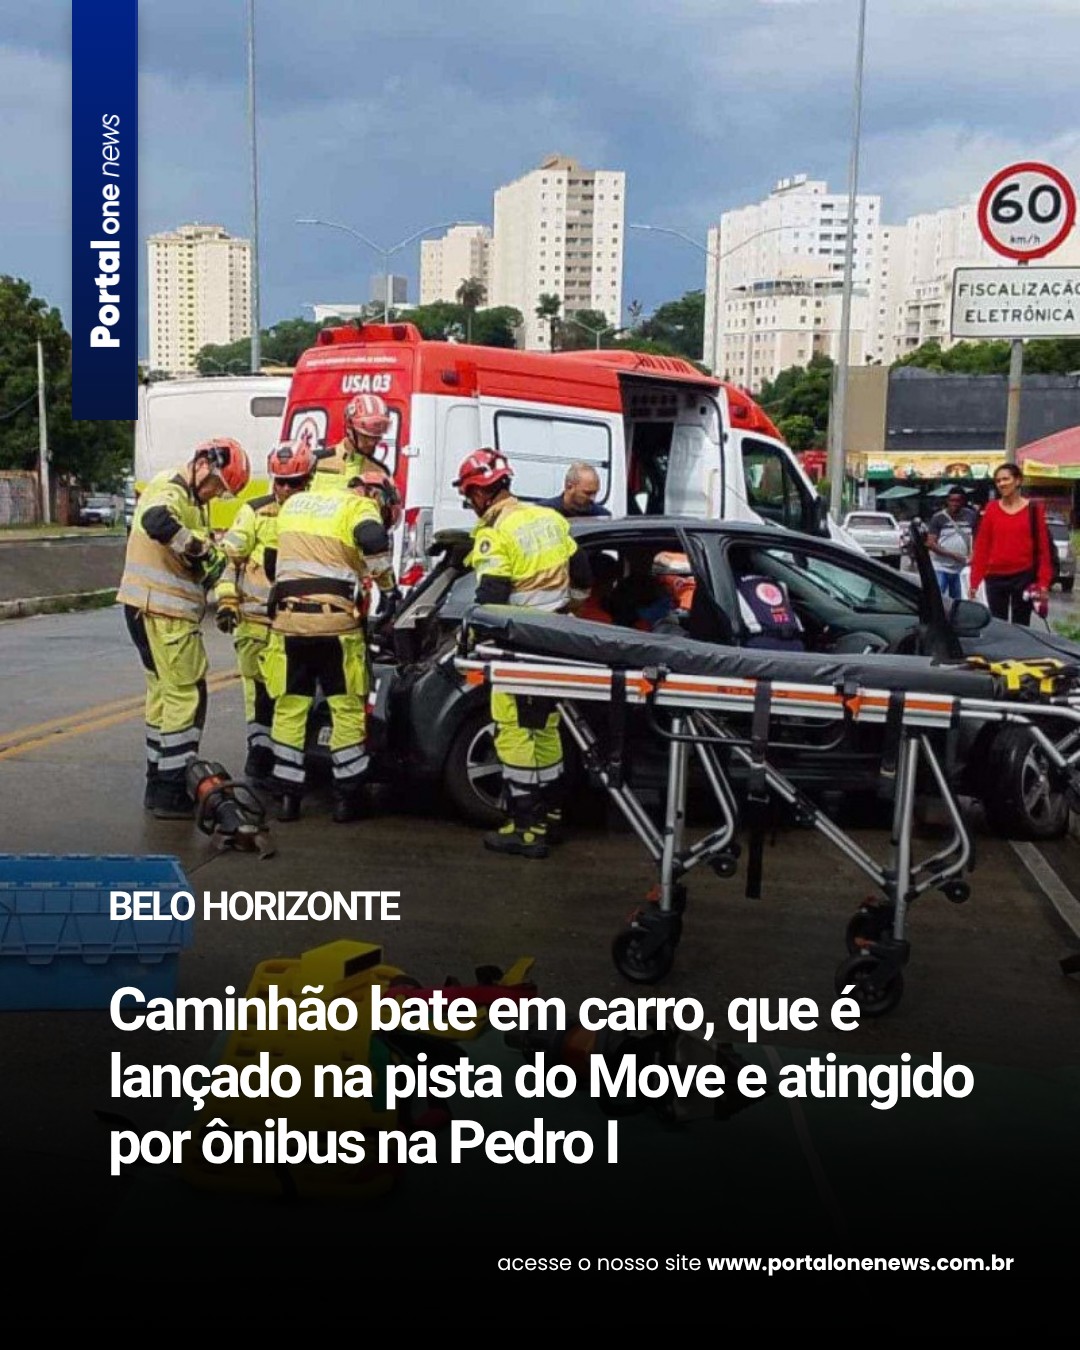 Portal one news
60
km/h
FISCALIZAÇÃO
ELETRÔNICA
USA 03
192
BELO HORIZONTE
Caminhão bate em carro, que é
lançado na pista do Move e atingido
por ônibus na Pedro I
acesse o nosso site www.portalonenews.com.br